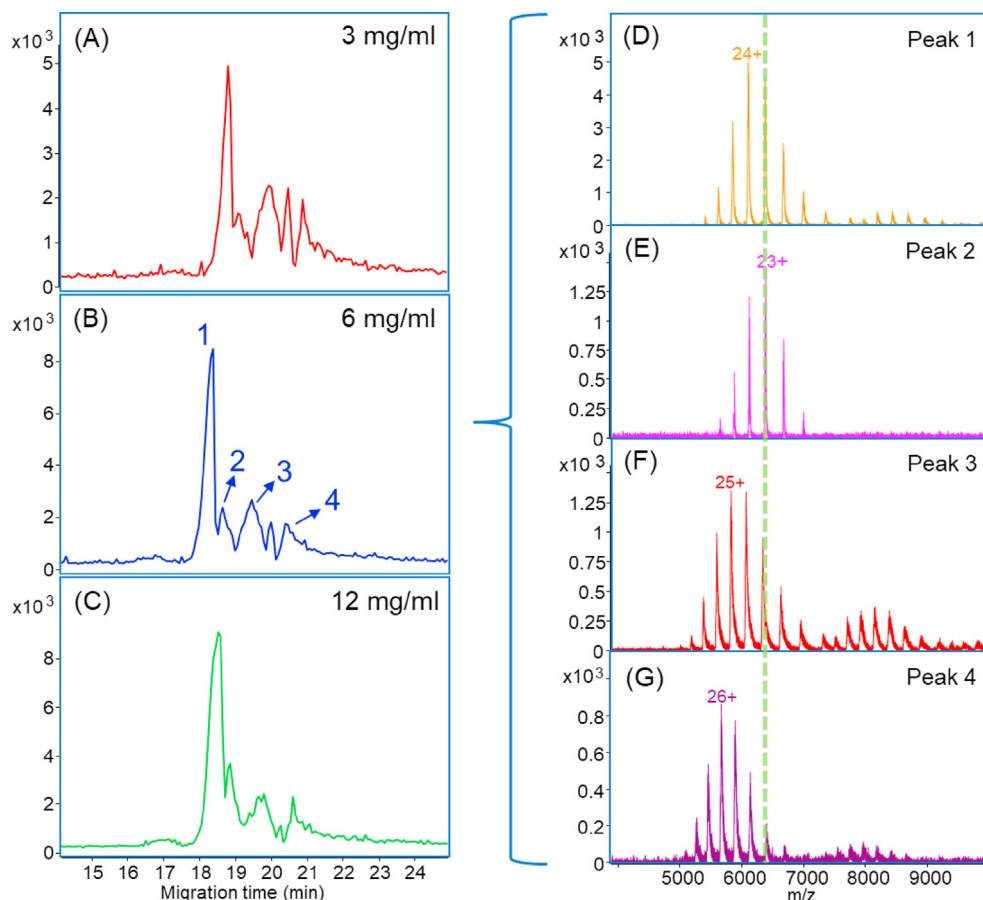 (A)
3 mg/ml
x10³
5
4
3
2
1
0
(B)
6 mg/ml
x10³
8
6
4
2
0
1
2
3
4
(C)
12 mg/ml
x10³
8
6
4
2
0
15 16 17 18 19 20 21 22 23 24
Migration time (min)
(D)
Peak 1
x10³
5
4
3
2
1
0
24+
(E)
Peak 2
x10³
1.25
1
0.75
0.5
0.25
0
23+
(F)
Peak 3
x10³
1.25
1
0.75
0.5
0.25
0
25+
(G)
Peak 4
x10³
0.8
0.6
0.4
0.2
0
26+
5000 6000 7000 8000 9000
m/z